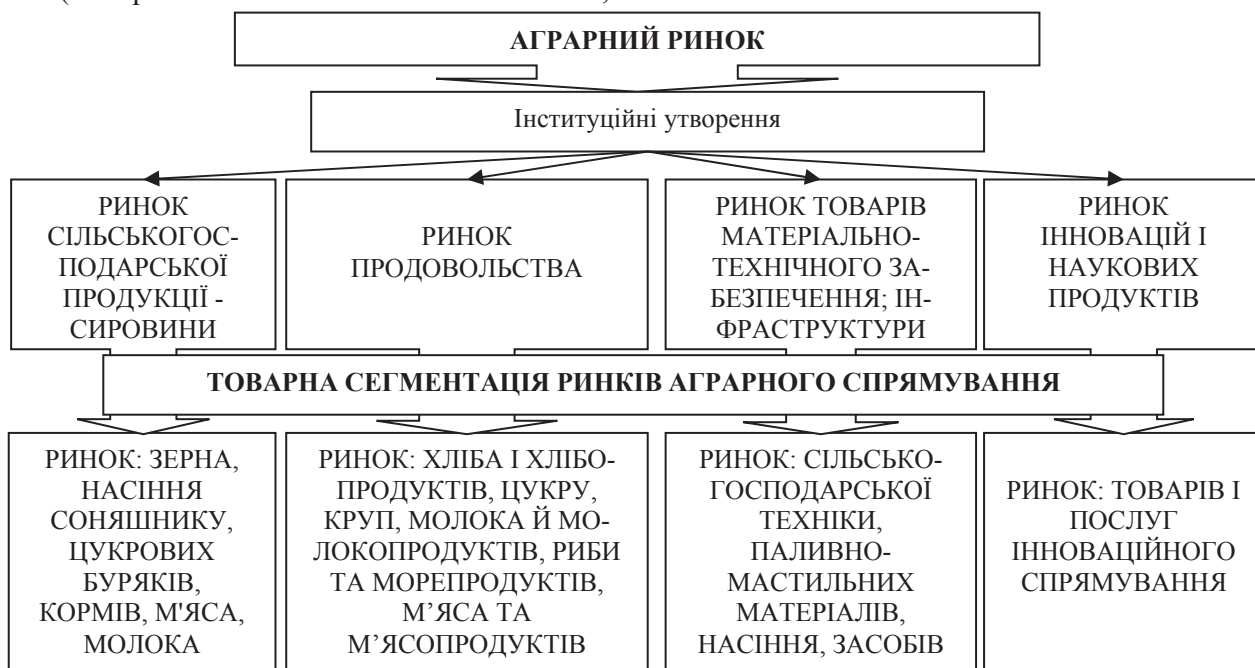 АГРАРНИЙ РИНОК
Інституційні утворення
РИНОК
СІЛЬСЬКОГОС-
ПОДАРСЬКОЇ
ПРОДУКЦІЇ -
СИРОВИНИ
РИНОК
ПРОДОВОЛЬСТВА
РИНОК ТОВАРІВ
МАТЕРІАЛЬНО-
ТЕХНІЧНОГО ЗА-
БЕЗПЕЧЕННЯ; ІН-
ФРАСТРУКТУРИ
РИНОК
ІННОВАЦІЙ І
НАУКОВИХ
ПРОДУКТІВ
ТОВАРНА СЕГМЕНТАЦІЯ РИНКІВ АГРАРНОГО СПРЯМУВАННЯ
РИНОК: ЗЕРНА,
НАСІННЯ
СОНЯШНИКУ,
ЦУКРОВИХ
БУРЯКІВ,
КОРМІВ, М'ЯСА,
МОЛОКА
РИНОК: ХЛІБА І ХЛІБО-
ПРОДУКТІВ, ЦУКРУ,
КРУП, МОЛОКА Й МО-
ЛОКОПРОДУКТІВ, РИБИ
ТА МОРЕПРОДУКТІВ,
М’ЯСА ТА
М’ЯСОПРОДУКТІВ
РИНОК: СІЛЬСЬКО-
ГОСПОДАРСЬКОЇ
ТЕХНІКИ,
ПАЛИВНО-
МАСТИЛЬНИХ
МАТЕРІАЛІВ,
НАСІННЯ, ЗАСОБІВ
РИНОК: ТОВАРІВ І
ПОСЛУГ
ІННОВАЦІЙНОГО
СПРЯМУВАННЯ